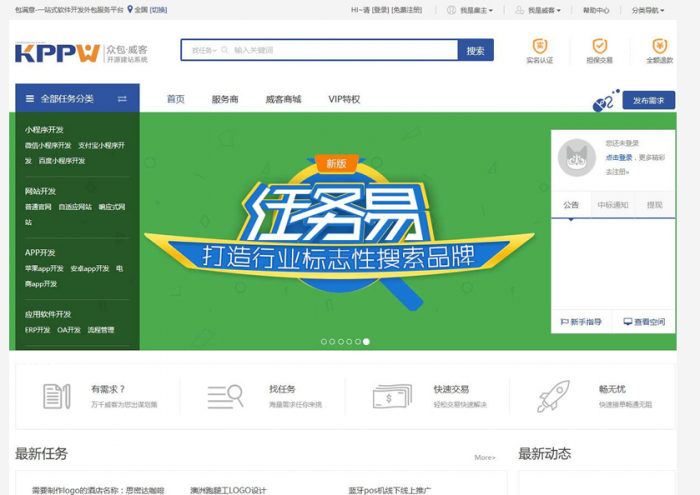 包满意-一站式软件开发外包服务平台 全国 [切换] HI~请 [登录] [免费注册] 我是雇主 我是威客 帮助中心 分类导航
KPPW 众包·威客
开源建站系统
找任务 输入关键词 搜索
实名认证 担保交易 全额退款
全部任务分类 首页 服务商 威客商城 VIP特权 发布需求
小程序开发
微信小程序开发 支付宝小程序开
发 百度小程序开发
网站开发
普通官网 自适应网站 响应式网
站
APP开发
苹果app开发 安卓app开发 电
商app开发
应用软件开发
ERP开发 OA开发 流程管理
新版
任务易
打造行业标志性搜索品牌
您还未登录
点击登录，更多精彩
去注册»
公告 中标通知 提现
新手指导 查看空间
有需求？
万千威客为您出谋划策
找任务
海量需求任你来挑
快速交易
轻松交易快速解决
畅无忧
快速接单畅通无阻
最新任务 More» 最新动态
需要制作logo的酒店名称：思密达咖啡 澳洲跑腿工LOGO设计 蓝牙pos机线下线上推广